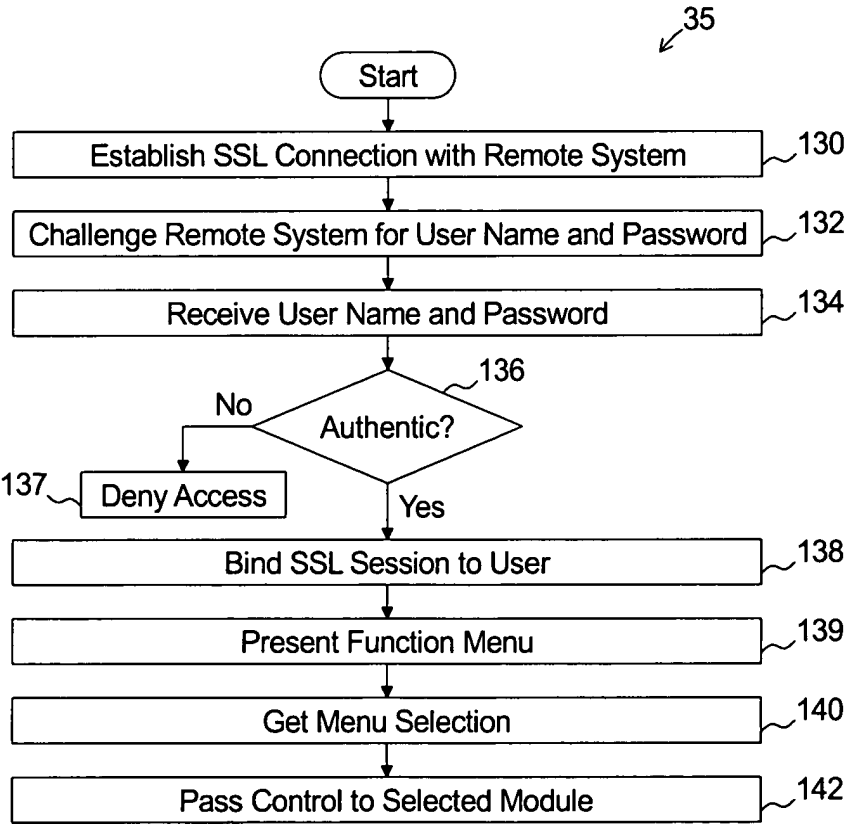 35
Start
Establish SSL Connection with Remote System
130
Challenge Remote System for User Name and Password
132
Receive User Name and Password
134
136
Authentic?
No
137
Deny Access
Yes
Bind SSL Session to User
138
Present Function Menu
139
Get Menu Selection
140
Pass Control to Selected Module
142